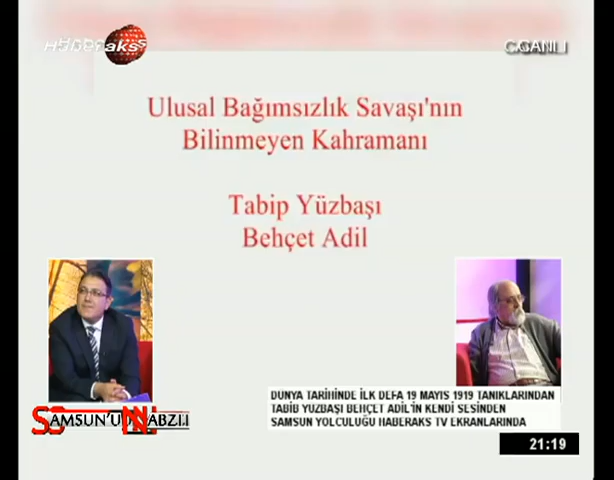 Haberaks
CANLI
Ulusal Bağımsızlık Savaşı'nın
Bilinmeyen Kahramanı
Tabip Yüzbaşı
Behçet Adil
DÜNYA TARİHİNDE İLK DEFA 19 MAYIS 1919 TANIKLARINDAN
TABİB YÜZBAŞI BEHÇET ADİL'İN KENDİ SESİNDEN
SAMSUN YOLCULUĞU HABERAKS TV EKRANLARINDA
SAMSUN'UN NABZI
21:19